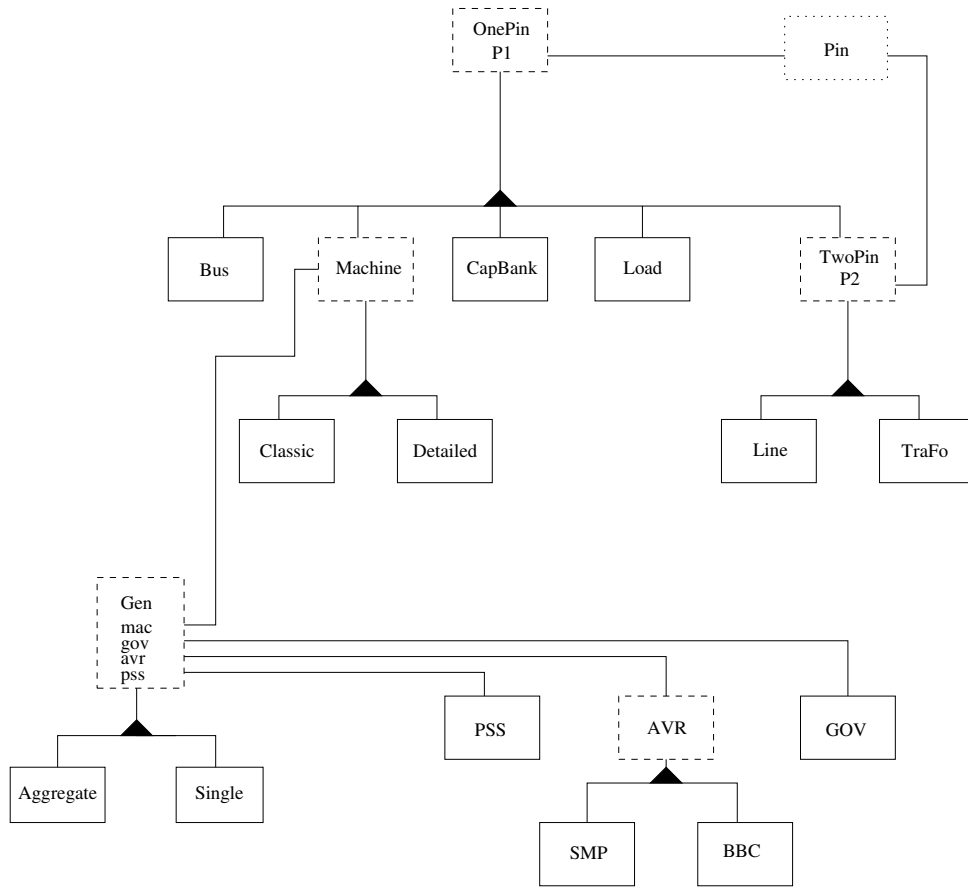 OnePin
P1
Pin
Bus
Machine
CapBank
Load
TwoPin
P2
Classic
Detailed
Line
TraFo
Gen
mac
gov
avr
pss
PSS
AVR
GOV
Aggregate
Single
SMP
BBC